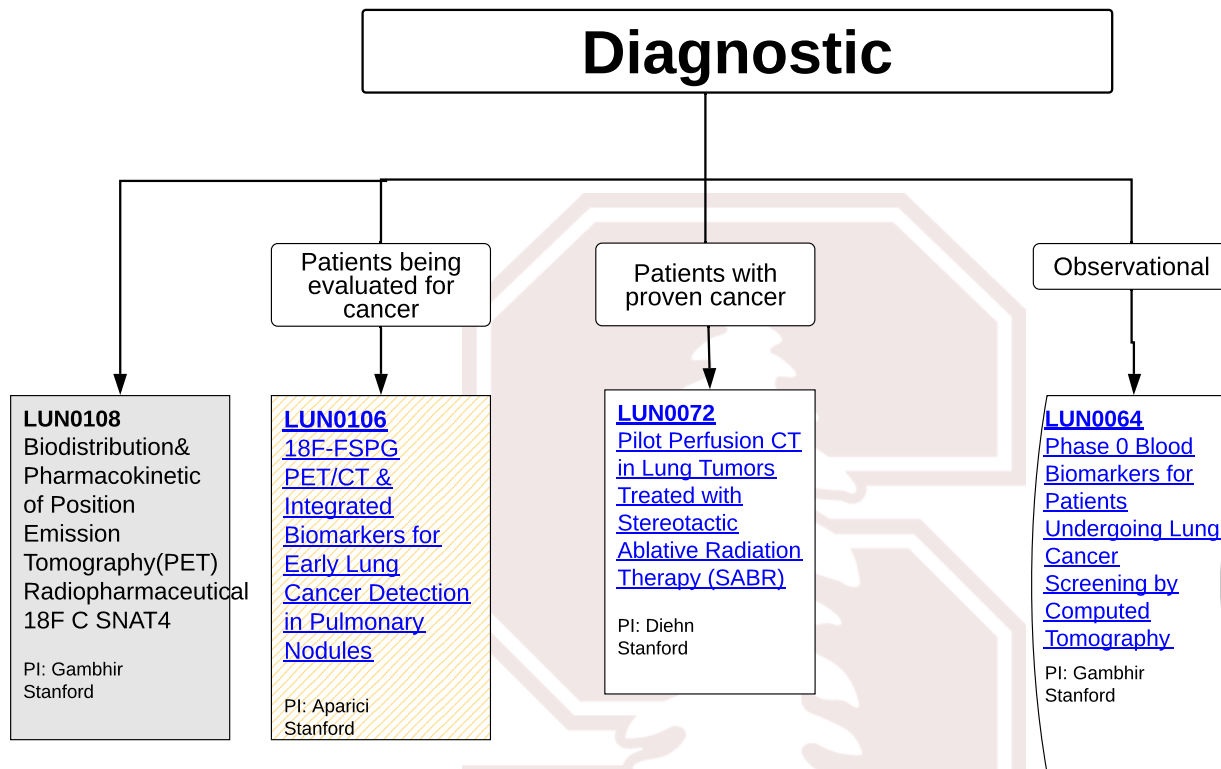 Diagnostic
Patients being
evaluated for
cancer
Patients with
proven cancer
Observational
LUN0108
Biodistribution&
Pharmacokinetic
of Position
Emission
Tomography(PET)
Radiopharmaceutical
18F C SNAT4
PI: Gambhir
Stanford
LUN0106
18F-FSPG
PET/CT &
Integrated
Biomarkers for
Early Lung
Cancer Detection
in Pulmonary
Nodules
PI: Aparici
Stanford
LUN0072
Pilot Perfusion CT
in Lung Tumors
Treated with
Stereotactic
Ablative Radiation
Therapy (SABR)
PI: Diehn
Stanford
LUN0064
Phase 0 Blood
Biomarkers for
Patients
Undergoing Lung
Cancer
Screening by
Computed
Tomography
PI: Gambhir
Stanford